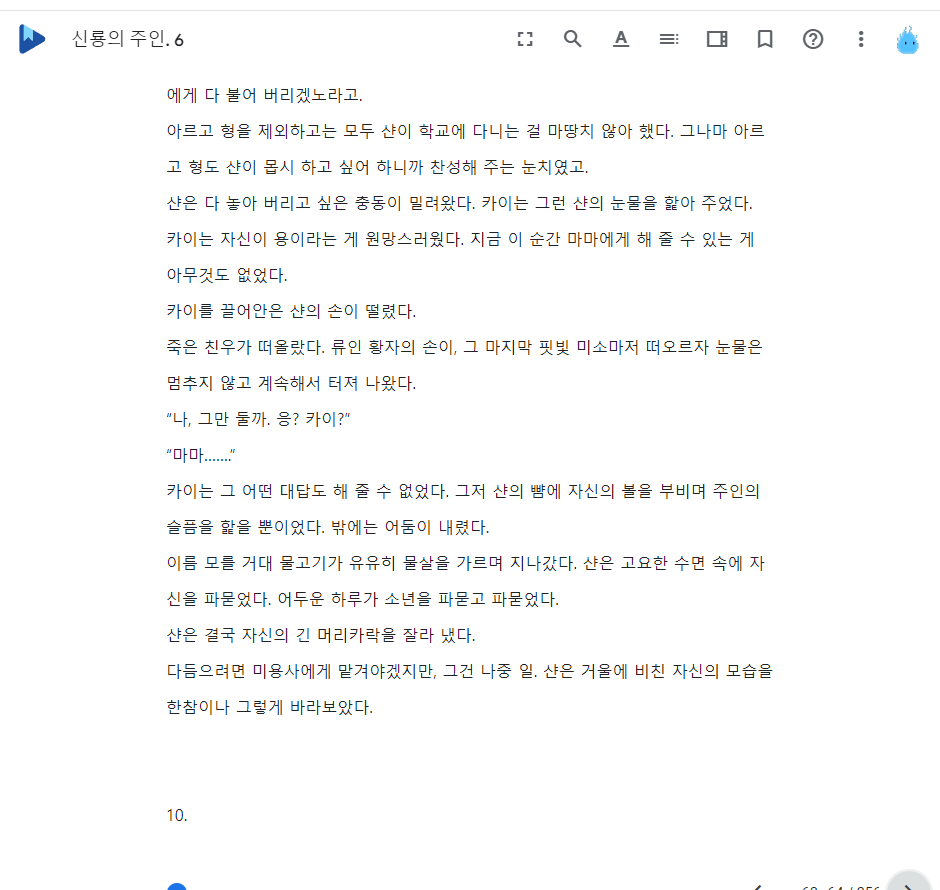 신룡의 주인. 6
에게 다 불어 버리겠노라고.
아르고 형을 제외하고는 모두 샨이 학교에 다니는 걸 마땅치 않아 했다. 그나마 아르
고 형도 샨이 몹시 하고 싶어 하니까 찬성해 주는 눈치였고.
샨은 다 놓아 버리고 싶은 충동이 밀려왔다. 카이는 그런 샨의 눈물을 핥아 주었다.
카이는 자신이 용이라는 게 원망스러웠다. 지금 이 순간 마마에게 해 줄 수 있는 게
아무것도 없었다.
카이를 끌어안은 샨의 손이 떨렸다.
죽은 친우가 떠올랐다. 류인 황자의 손이, 그 마지막 핏빛 미소마저 떠오르자 눈물은
멈추지 않고 계속해서 터져 나왔다.
“나, 그만 둘까. 응? 카이?”
“마마…….”
카이는 그 어떤 대답도 해 줄 수 없었다. 그저 샨의 뺨에 자신의 볼을 부비며 주인의
슬픔을 핥을 뿐이었다. 밖에는 어둠이 내렸다.
이름 모를 거대 물고기가 유유히 물살을 가르며 지나갔다. 샨은 고요한 수면 속에 자
신을 파묻었다. 어두운 하루가 소년을 파묻고 파묻었다.
샨은 결국 자신의 긴 머리카락을 잘라 냈다.
다듬으려면 미용사에게 맡겨야겠지만, 그건 나중 일. 샨은 거울에 비친 자신의 모습을
한참이나 그렇게 바라보았다.
10.